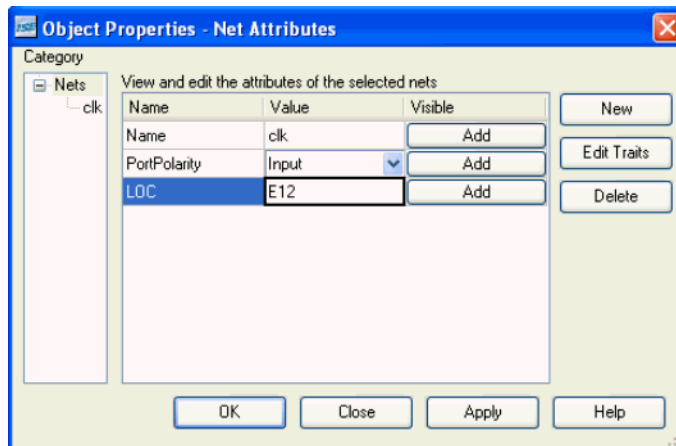 ISE Object Properties - Net Attributes
Category
Nets
clk
View and edit the attributes of the selected nets
Name Value Visible
Name clk Add
PortPolarity Input Add
LOC E12 Add
New
Edit Traits
Delete
OK Close Apply Help